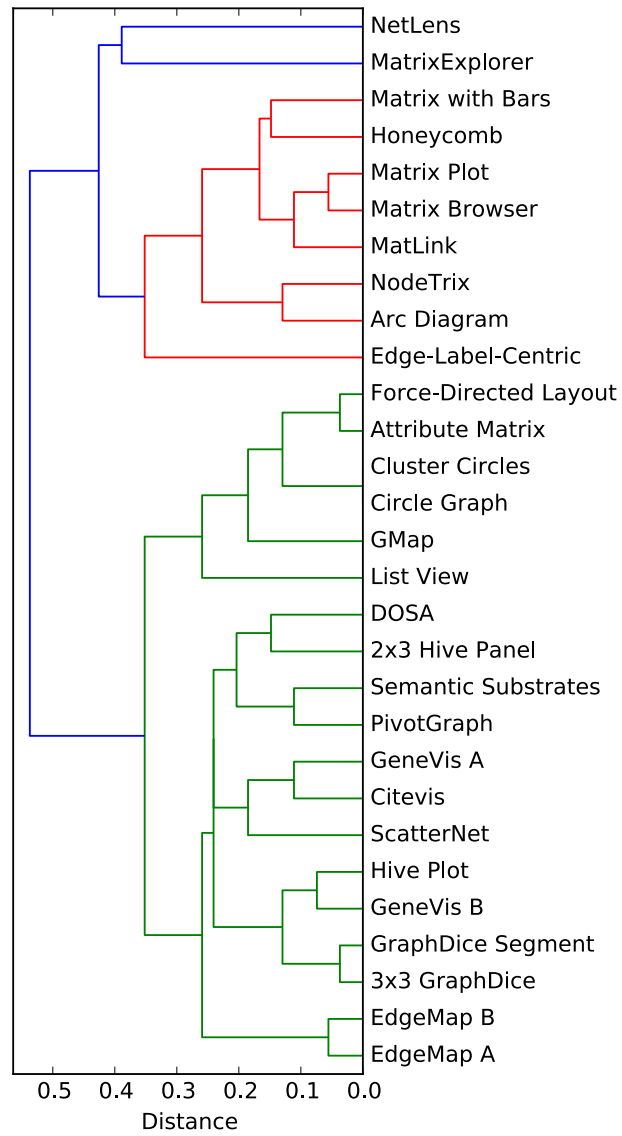 NetLens
MatrixExplorer
Matrix with Bars
Honeycomb
Matrix Plot
Matrix Browser
MatLink
NodeTrix
Arc Diagram
Edge-Label-Centric
Force-Directed Layout
Attribute Matrix
Cluster Circles
Circle Graph
GMap
List View
DOSA
2x3 Hive Panel
Semantic Substrates
PivotGraph
GeneVis A
Citevis
ScatterNet
Hive Plot
GeneVis B
GraphDice Segment
3x3 GraphDice
EdgeMap B
EdgeMap A
0.5 0.4 0.3 0.2 0.1 0.0
Distance